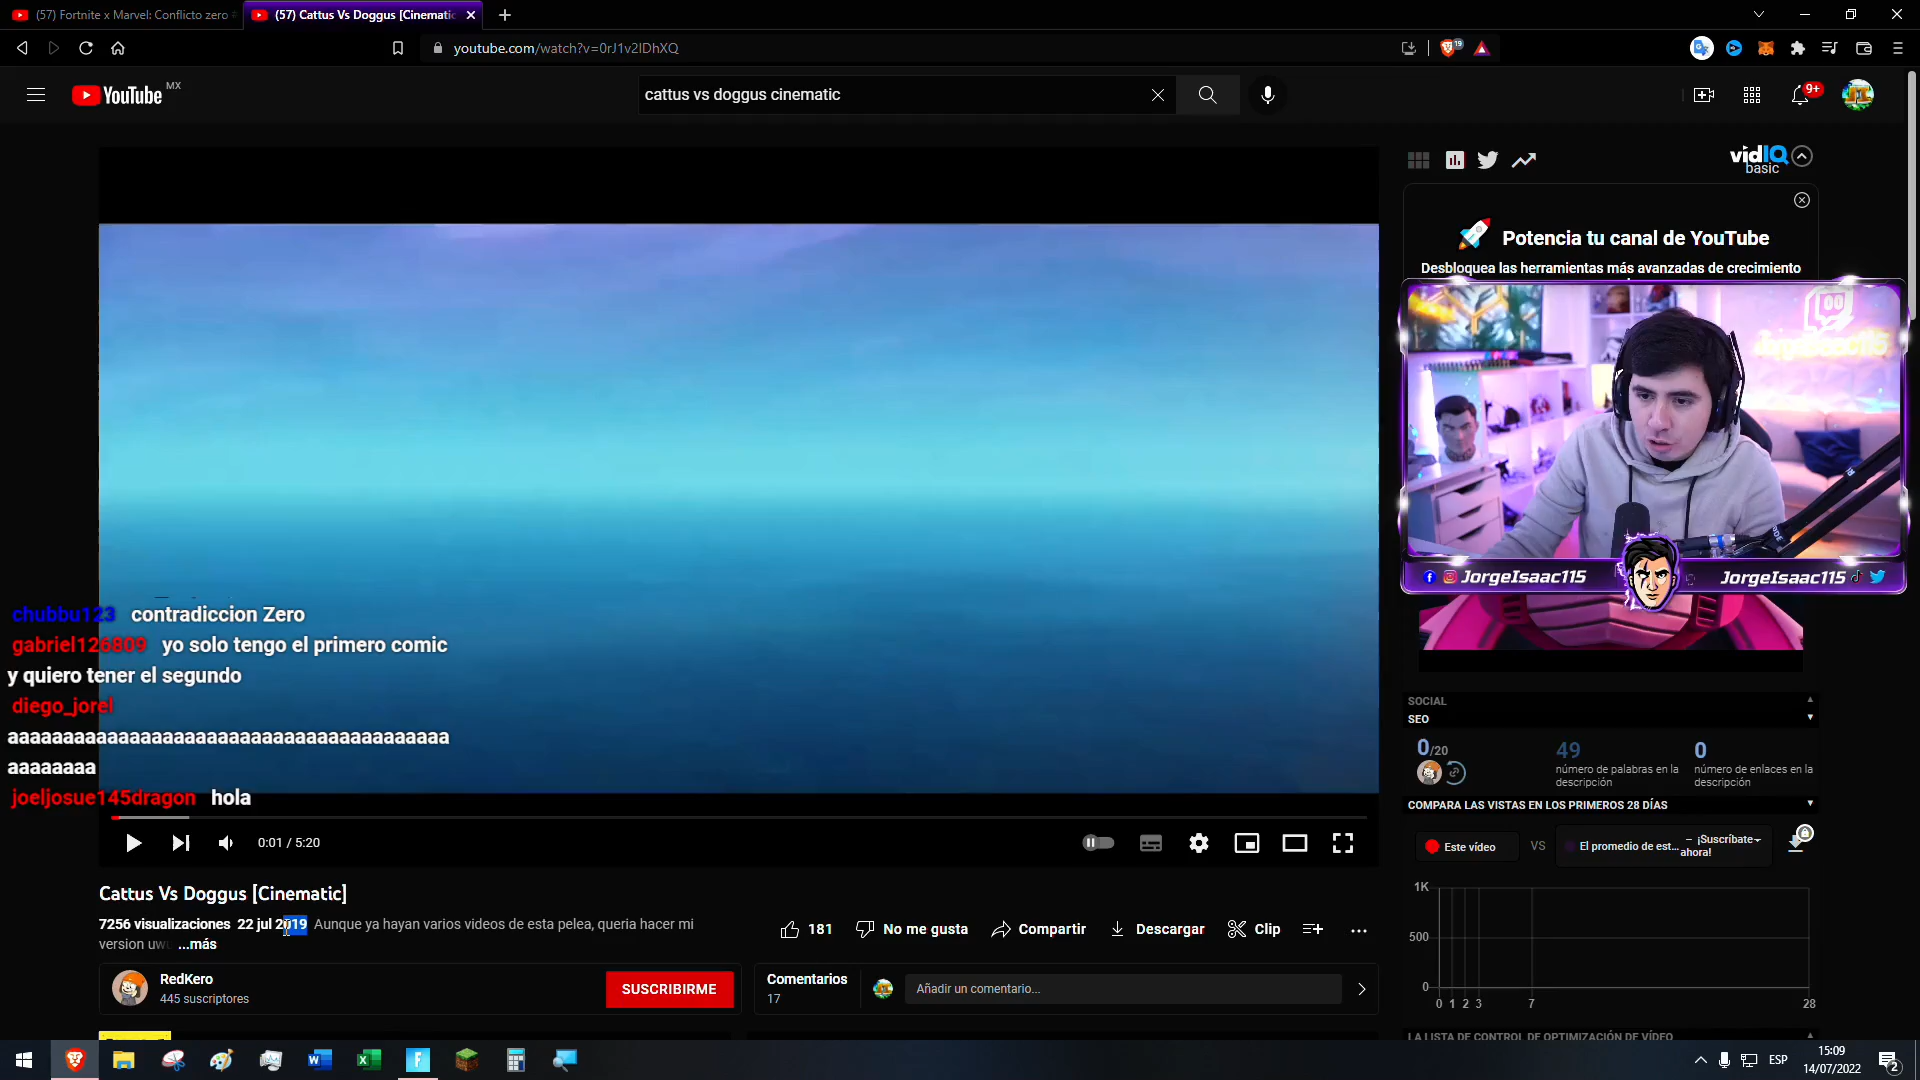 (57) Fortnite x Marvel: Conflicto zero
(57) Cattus Vs Doggus [Cinematic
youtube.com/watch?v=0rJ1v2IDhXQ
19
YouTube MX
cattus vs doggus cinematic
9+
vidIQ
basic
Potencia tu canal de YouTube
Desbloquea las herramientas más avanzadas de crecimiento
JorgeIsaac115
JorgeIsaac115
chubbu123 contradiccion Zero
gabriel126809 yo solo tengo el primero comic
y quiero tener el segundo
diego_jorel
aaaaaaaaaaaaaaaaaaaaaaaaaaaaaaaaaaaaaaaa
aaaaaaaa
joeljosue145dragon hola
0:01 / 5:20
Cattus Vs Doggus [Cinematic]
7256 visualizaciones 22 jul 2019 Aunque ya hayan varios videos de esta pelea, queria hacer mi
version uwu ...más
181
No me gusta
Compartir
Descargar
Clip
RedKero
445 suscriptores
SUSCRIBIRME
Comentarios
17
Añadir un comentario...
SOCIAL
SEO
0/20
49
número de palabras en la
descripción
0
número de enlaces en la
descripción
COMPARA LAS VISTAS EN LOS PRIMEROS 28 DÍAS
Este vídeo
VS
El promedio de est...
– ¡Suscríbate
ahora!
1K
500
0
0 1 2 3 7 28
LA LISTA DE CONTROL DE OPTIMIZACIÓN DE VÍDEO
ESP
15:09
14/07/2022
2